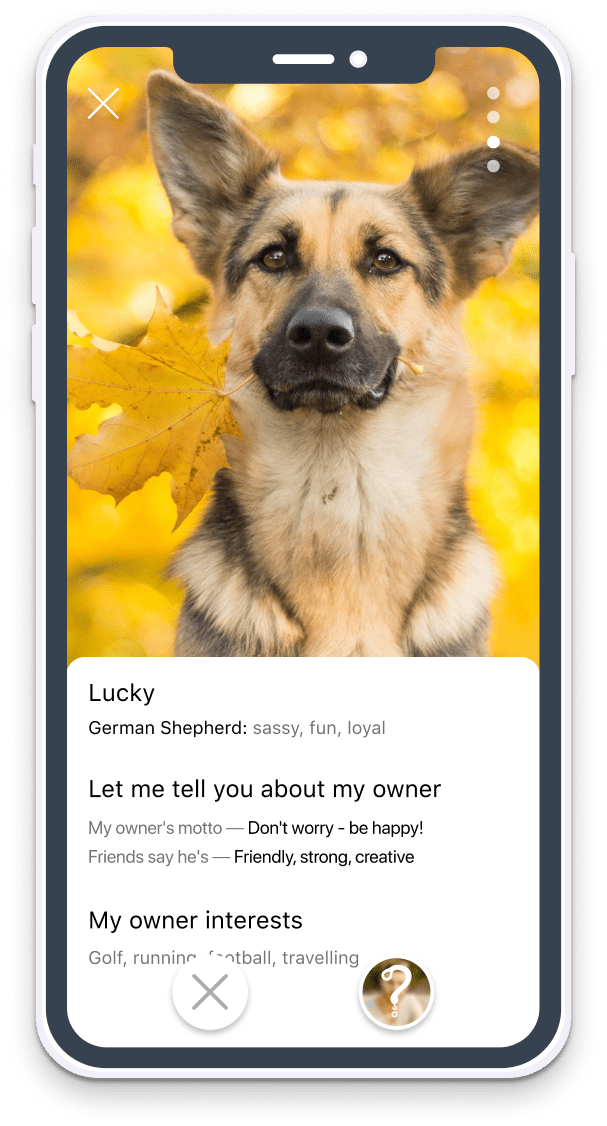 Lucky
German Shepherd: sassy, fun, loyal
Let me tell you about my owner
My owner's motto — Don't worry - be happy!
Friends say he's — Friendly, strong, creative
My owner interests
Golf, running, football, travelling
?